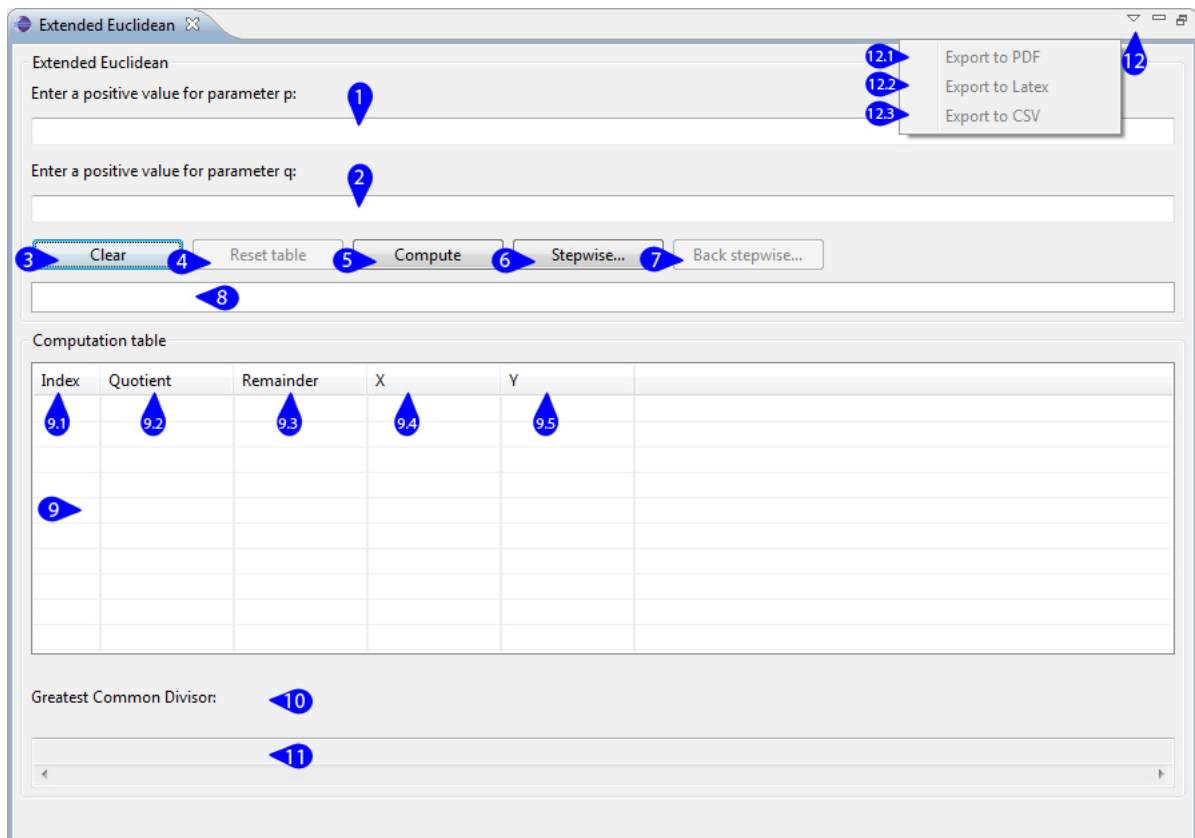 Extended Euclidean
12
Extended Euclidean
12.1 Export to PDF
Enter a positive value for parameter p:
1
12.2 Export to Latex
12.3 Export to CSV
Enter a positive value for parameter q:
2
3 Clear 4 Reset table 5 Compute 6 Stepwise... 7 Back stepwise...
8
Computation table
Index Quotient Remainder X Y
9.1 9.2 9.3 9.4 9.5
9
Greatest Common Divisor: 10
11